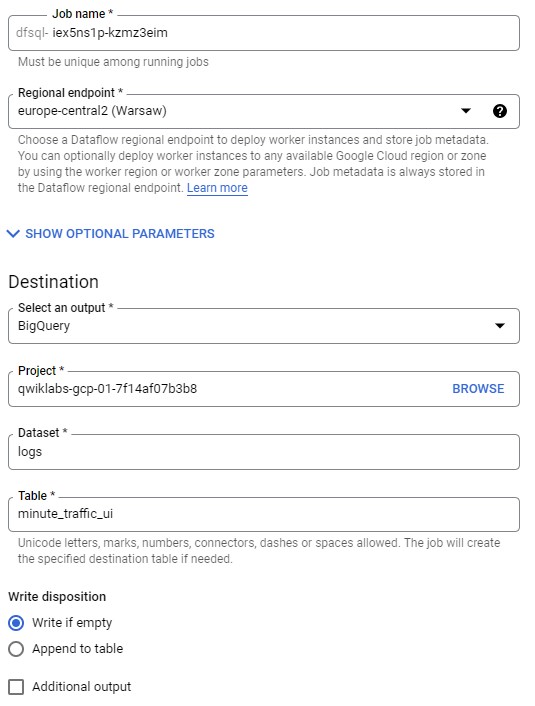 Job name *
dfsql- iex5ns1p-kzmz3eim
Must be unique among running jobs
Regional endpoint *
europe-central2 (Warsaw)
Choose a Dataflow regional endpoint to deploy worker instances and store job metadata.
You can optionally deploy worker instances to any available Google Cloud region or zone
by using the worker region or worker zone parameters. Job metadata is always stored in
the Dataflow regional endpoint. Learn more
SHOW OPTIONAL PARAMETERS
Destination
Select an output *
BigQuery
Project *
qwiklabs-gcp-01-7f14af07b3b8
BROWSE
Dataset *
logs
Table *
minute_traffic_ui
Unicode letters, marks, numbers, connectors, dashes or spaces allowed. The job will create
the specified destination table if needed.
Write disposition
Write if empty
Append to table
Additional output